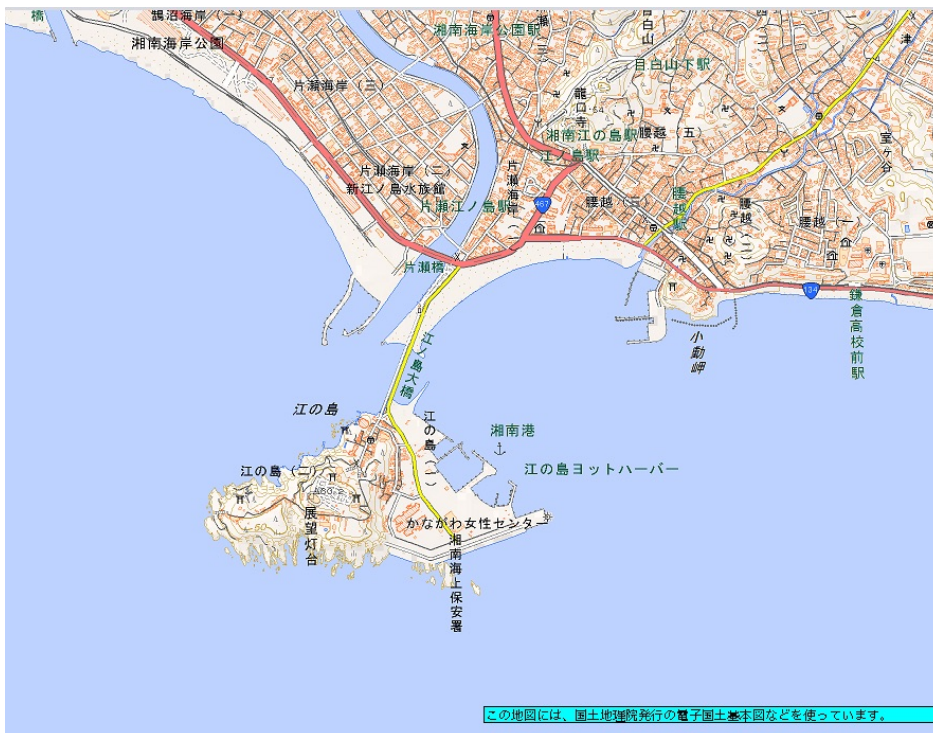 橋
鵠沼海岸（一）
湘南海岸公園
湘南海岸公園駅
目白山
目白山下駅
津
片瀬海岸（三）
龍口寺
湘南江の島駅
腰越（五）
江ノ島駅
室ヶ谷
片瀬海岸（二）
新江ノ島水族館
片瀬江ノ島駅
片瀬海岸（一）
467
腰越（三）
腰越駅
腰越（二）
腰越（一）
片瀬橋
134
鎌倉高校前駅
江ノ島大橋
小動岬
江の島
江の島（一）
湘南港
江の島（二）
江の島ヨットハーバー
展望灯台
かながわ女性センター
湘南海上保安署
この地図には、国土地理院発行の電子国土基本図などを使っています。